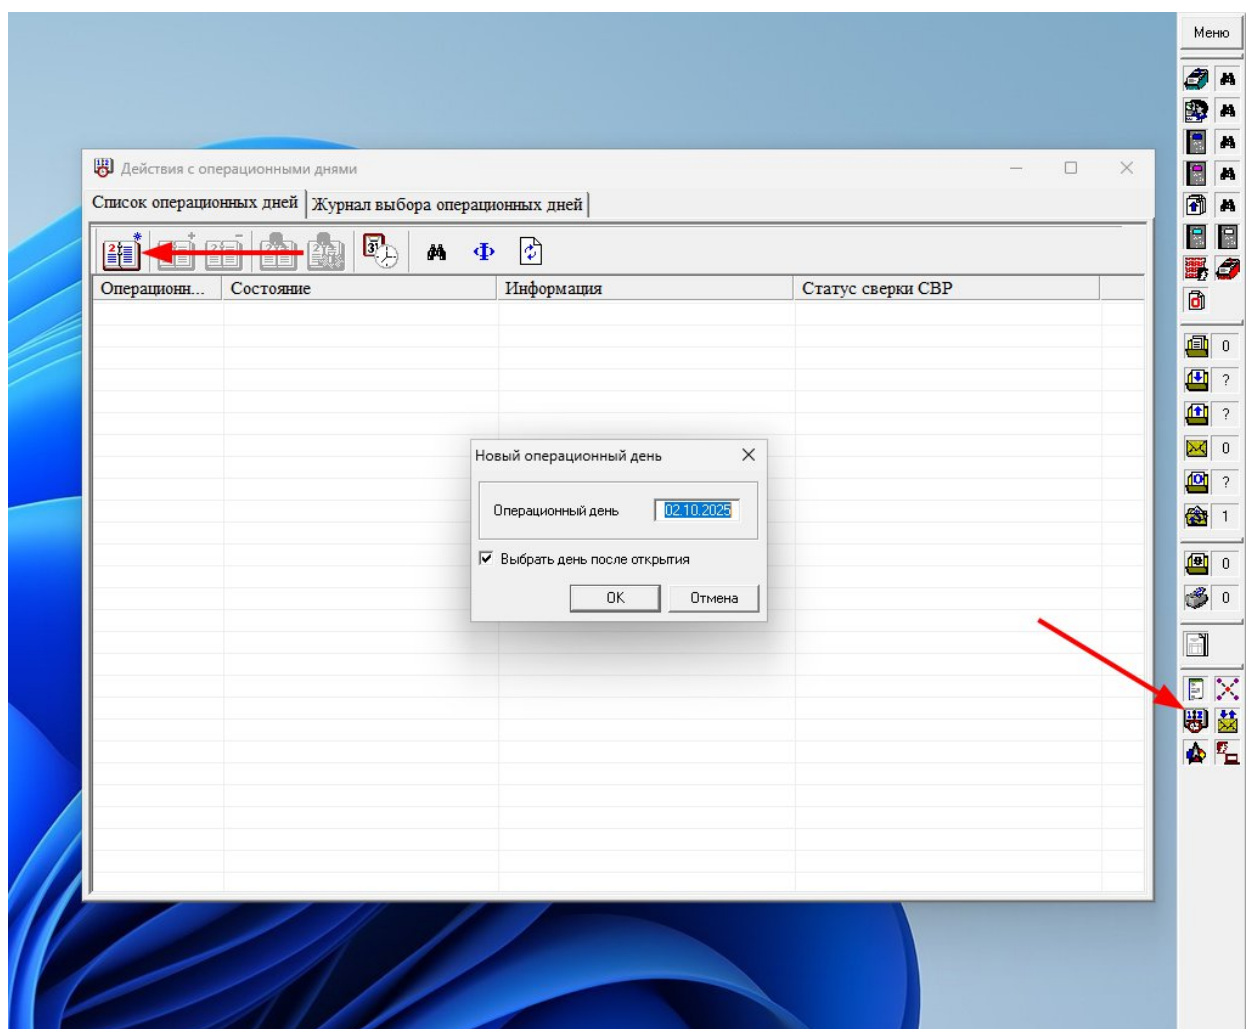 Меню
Действия с операционными днями
Список операционных дней Журнал выбора операционных дней
Операционн... Состояние Информация Статус сверки СВР
Новый операционный день
Операционный день 02.10.2025
Выбрать день после открытия
OK Отмена
0
?
?
0
?
1
0
0